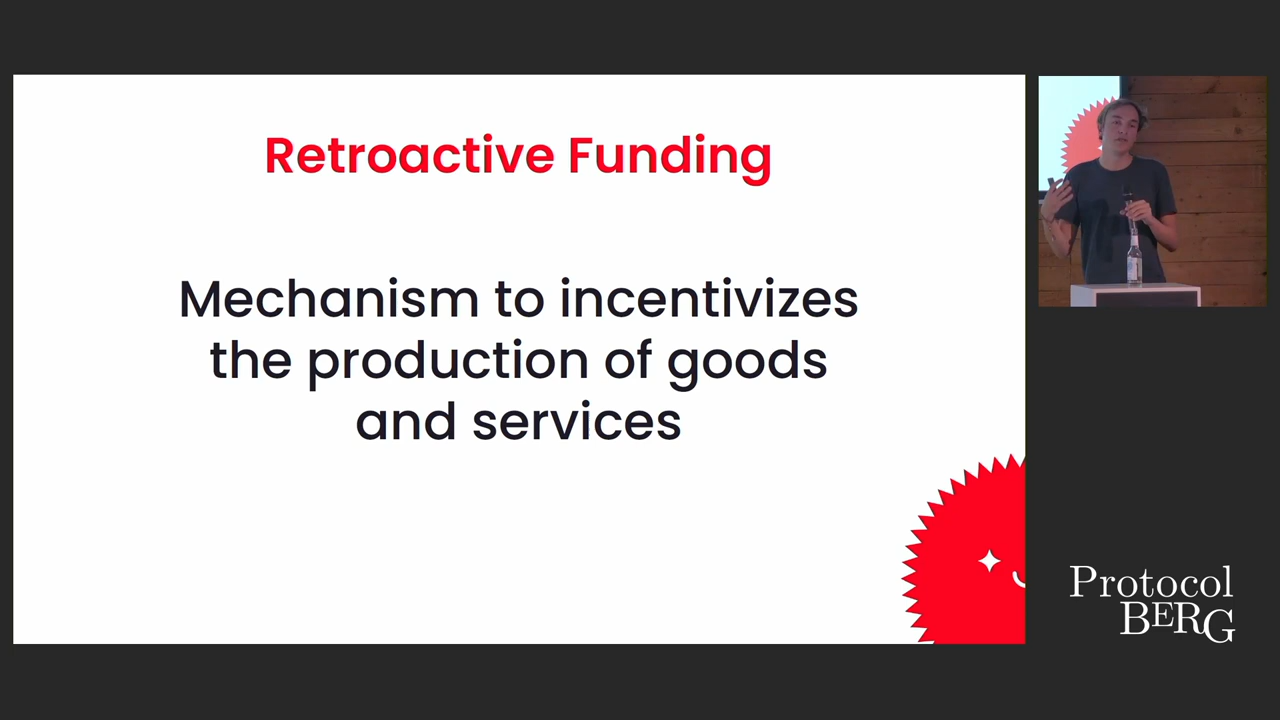 Retroactive Funding
Mechanism to incentivizes
the production of goods
and services
Protocol
BERG